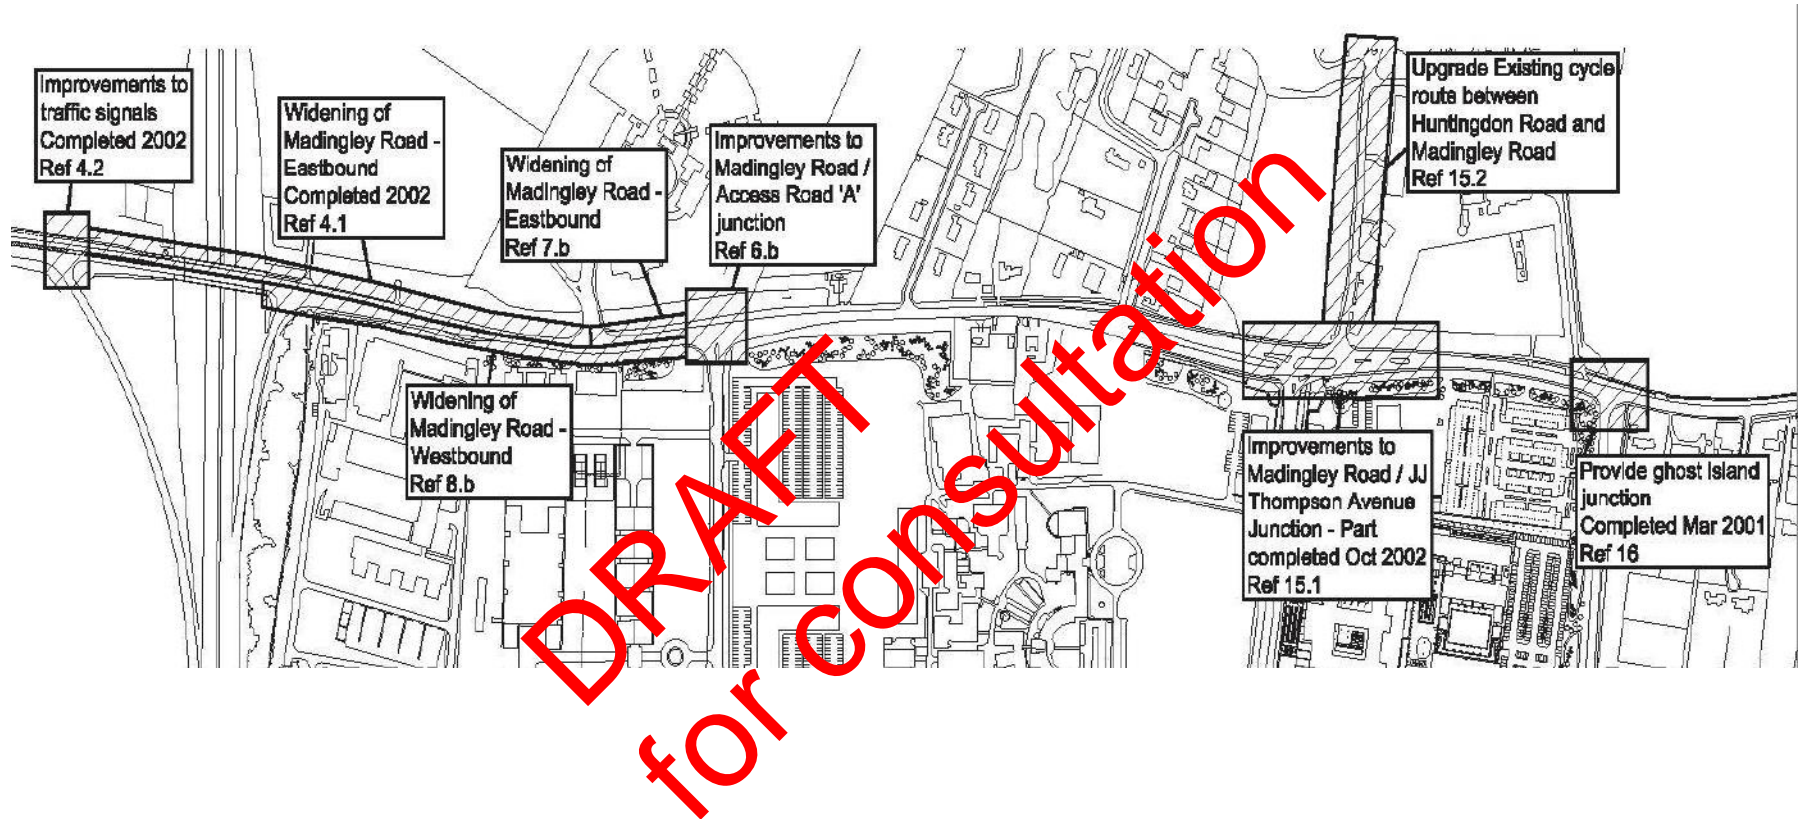 Improvements to
traffic signals
Completed 2002
Ref 4.2
Widening of
Madingley Road -
Eastbound
Completed 2002
Ref 4.1
Widening of
Madingley Road -
Eastbound
Ref 7.b
Improvements to
Madingley Road /
Access Road 'A'
junction
Ref 6.b
Upgrade Existing cycle
route between
Huntingdon Road and
Madingley Road
Ref 15.2
Widening of
Madingley Road -
Westbound
Ref 8.b
Improvements to
Madingley Road / JJ
Thompson Avenue
Junction - Part
completed Oct 2002
Ref 15.1
Provide ghost island
junction
Completed Mar 2001
Ref 16
DRAFT
for consultation